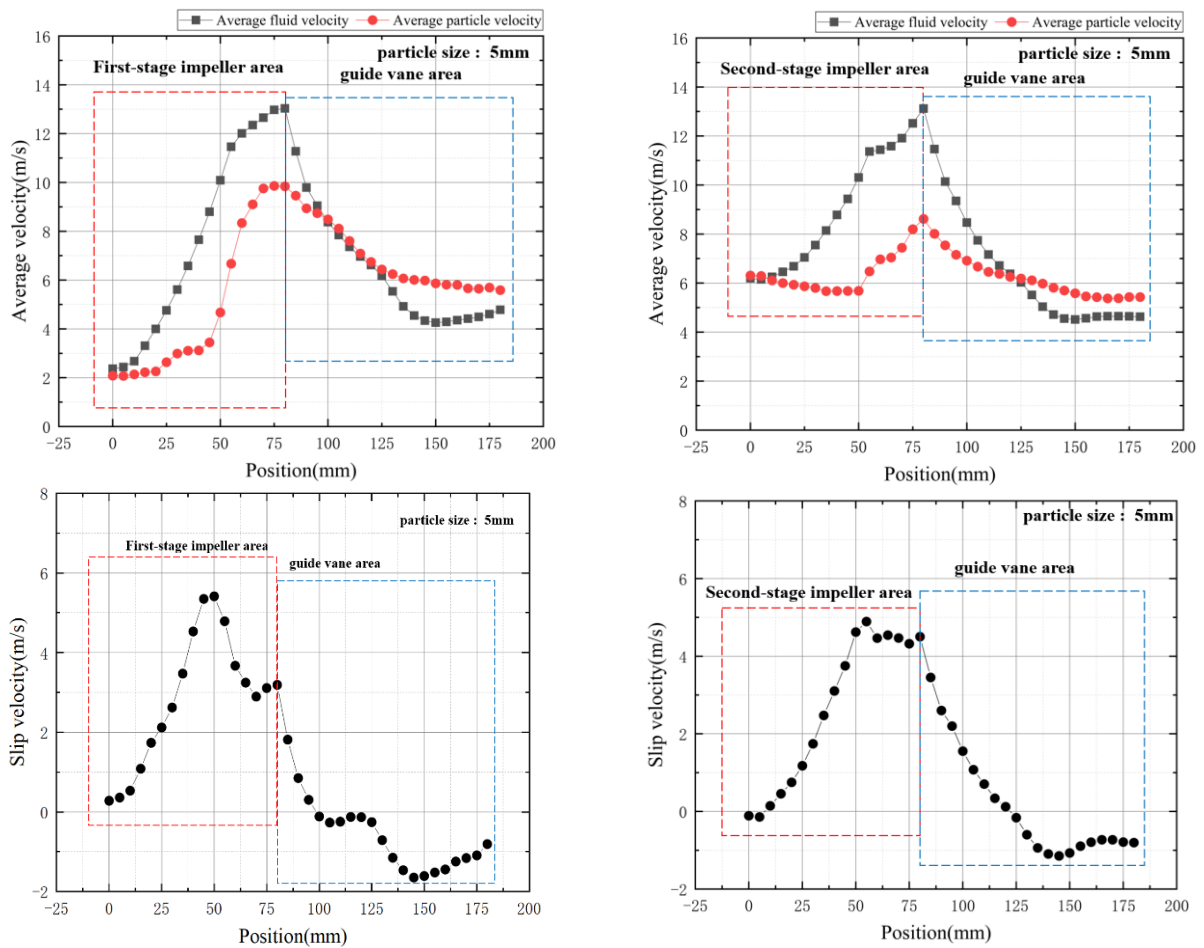 Average fluid velocity Average particle velocity
particle size : 5mm
First-stage impeller area
guide vane area
16
14
12
10
8
6
4
2
0
Average velocity(m/s)
-25 0 25 50 75 100 125 150 175 200
Position(mm)
Average fluid velocity Average particle velocity
particle size : 5mm
Second-stage impeller area
guide vane area
16
14
12
10
8
6
4
2
0
Average velocity(m/s)
-25 0 25 50 75 100 125 150 175 200
Position(mm)
particle size : 5mm
First-stage impeller area
guide vane area
8
6
4
2
0
-2
Slip velocity(m/s)
-25 0 25 50 75 100 125 150 175 200
Position(mm)
particle size : 5mm
guide vane area
Second-stage impeller area
8
6
4
2
0
-2
Slip velocity(m/s)
-25 0 25 50 75 100 125 150 175 200
Position(mm)